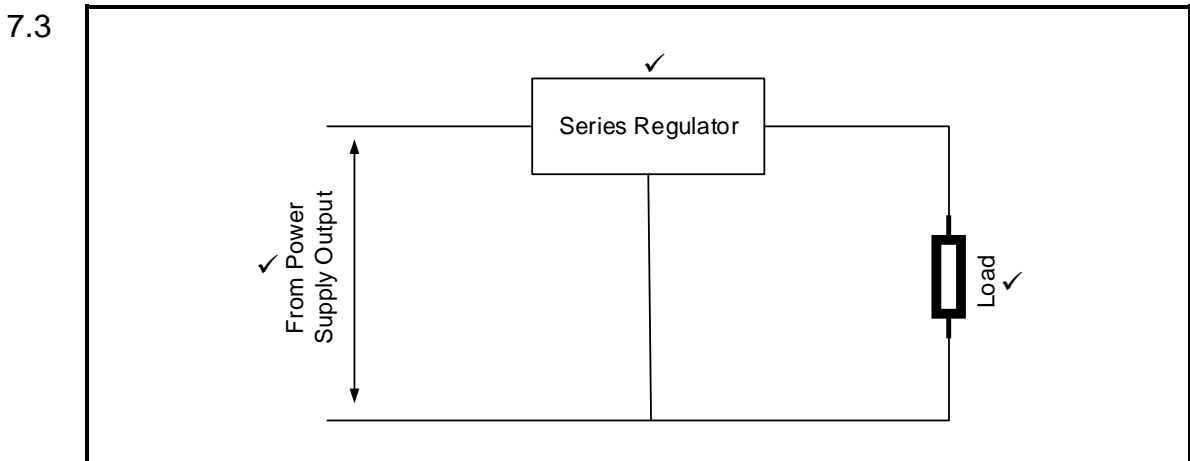 7.3
✓
Series Regulator
✓ From Power
Supply Output
Load ✓